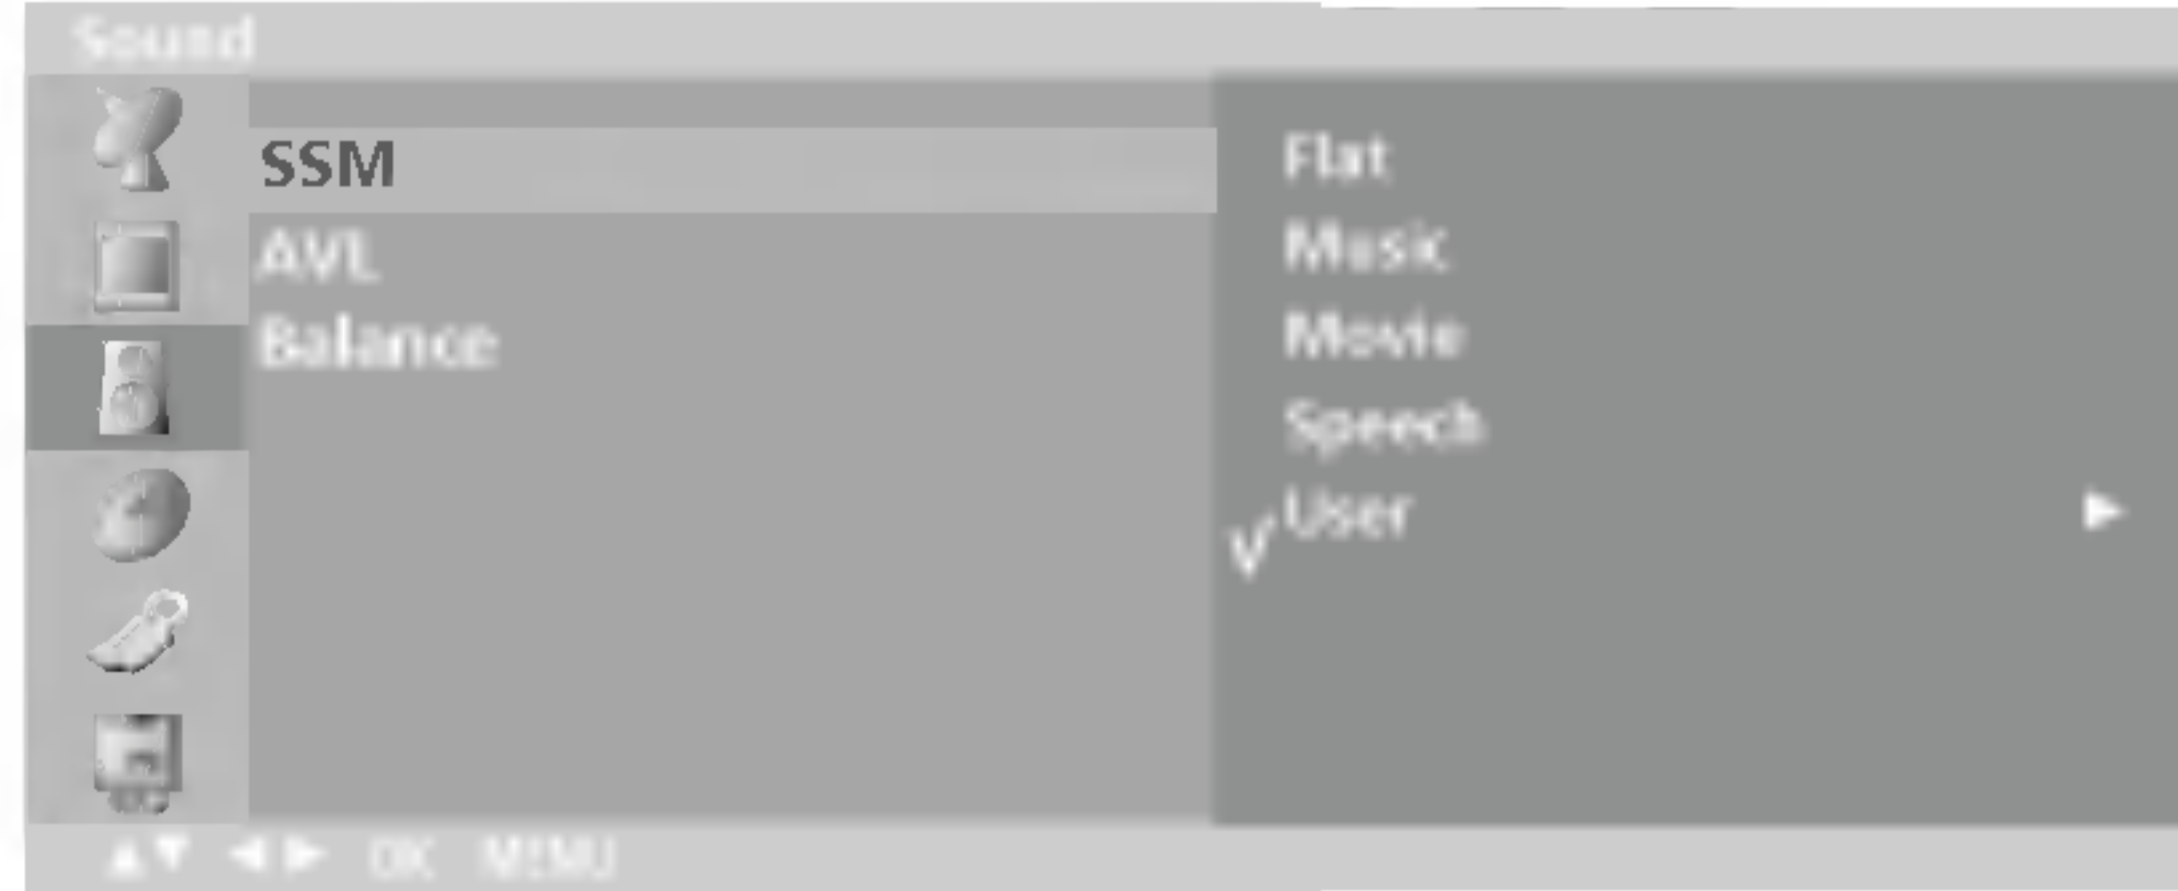 Sound
SSM
AVL
Balance
Flat
Music
Movie
Speech
User
OK MENU